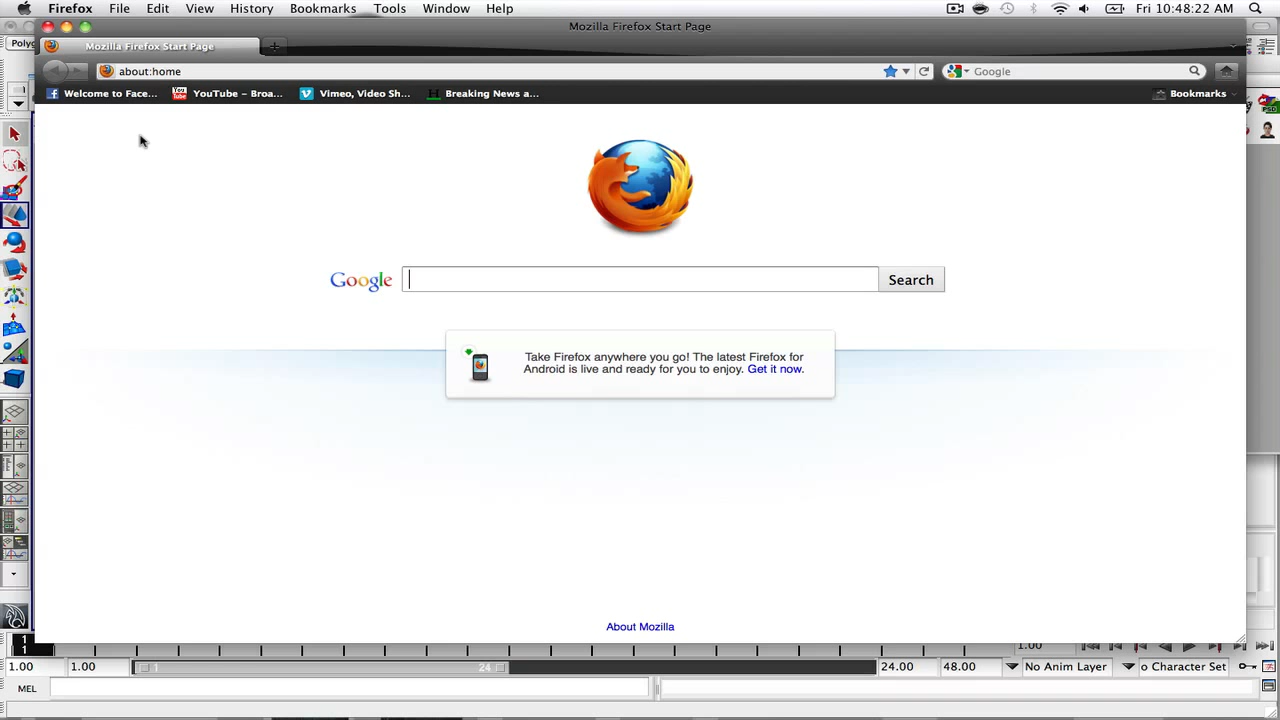 Firefox File Edit View History Bookmarks Tools Window Help Fri 10:48:22 AM
Mozilla Firefox Start Page
Polyg
Mozilla Firefox Start Page
about:home
Google
Welcome to Face... YouTube – Broa... Vimeo, Video Sh... Breaking News a... Bookmarks
Google Search
Take Firefox anywhere you go! The latest Firefox for
Android is live and ready for you to enjoy. Get it now.
About Mozilla
1
1
1.00
1.00 1.00 1 24 24.00 48.00 No Anim Layer o Character Set
MEL